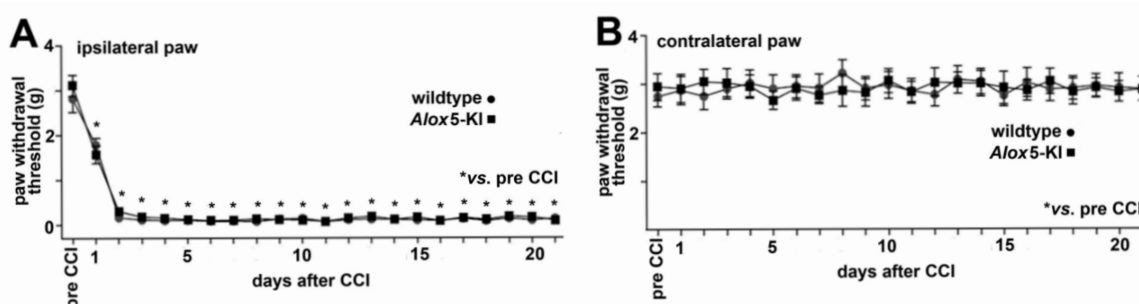 A
ipsilateral paw
4
2
0
paw withdrawal
threshold (g)
wildtype
Alox5-KI
*vs. pre CCI
* * * * * * * * * * * * * * * * * * * * *
pre CCI
1
5
10
15
20
days after CCI
B
contralateral paw
4
2
paw withdrawal
threshold (g)
wildtype
Alox5-KI
*vs. pre CCI
pre CCI
1
5
10
15
20
days after CCI